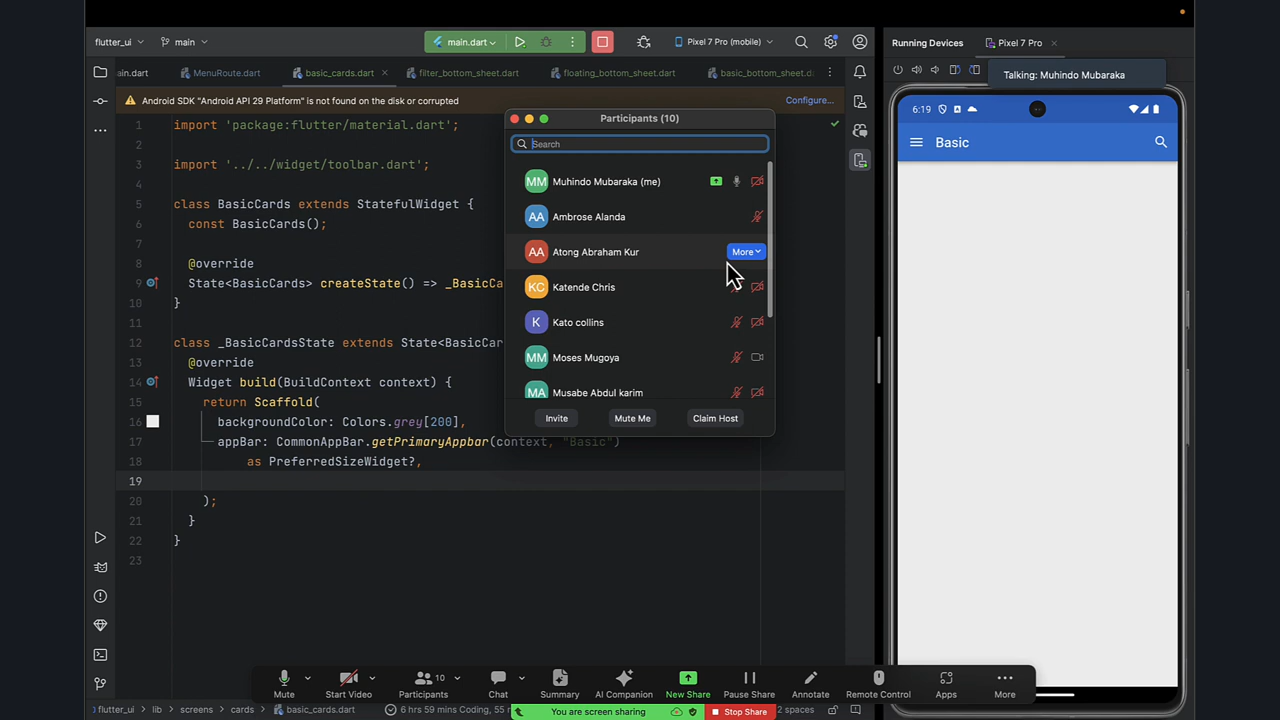 flutter_ui
main
main.dart
Pixel 7 Pro (mobile)
Running Devices
Pixel 7 Pro
ain.dart
MenuRoute.dart
basic_cards.dart
filter_bottom_sheet.dart
floating_bottom_sheet.dart
basic_bottom_sheet.d
Talking: Muhindo Mubaraka
Android SDK "Android API 29 Platform" is not found on the disk or corrupted
Configure...
1 import 'package:flutter/material.dart';
2
3 import '../../widget/toolbar.dart';
4
5 class BasicCards extends StatefulWidget {
6 const BasicCards();
7
8 @override
9 State<BasicCards> createState() => _BasicCa
10 }
11
12 class _BasicCardsState extends State<BasicCard
13 @override
14 Widget build(BuildContext context) {
15 return Scaffold(
16 backgroundColor: Colors.grey[200],
17 appBar: CommonAppBar.getPrimaryAppbar(context, "Basic")
18 as PreferredSizeWidget?,
19
20 );
21 }
22 }
23
Participants (10)
Search
MM Muhindo Mubaraka (me)
AA Ambrose Alanda
AA Atong Abraham Kur
More
KC Katende Chris
K Kato collins
MM Moses Mugoya
MA Musabe Abdul karim
Invite
Mute Me
Claim Host
6:19
Basic
Mute
Start Video
10
Participants
Chat
Summary
AI Companion
New Share
Pause Share
Annotate
Remote Control
Apps
More
flutter_ui
lib
screens
cards
basic_cards.dart
6 hrs 59 mins Coding, 55
You are screen sharing
Stop Share
2 spaces